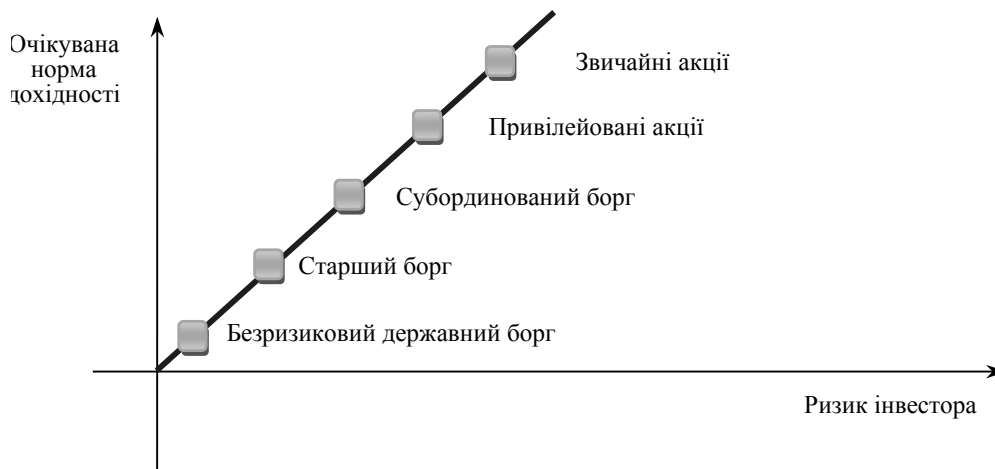 Очікувана
норма
дохідності
Звичайні акції
Привілейовані акції
Субординований борг
Старший борг
Безризиковий державний борг
Ризик інвестора